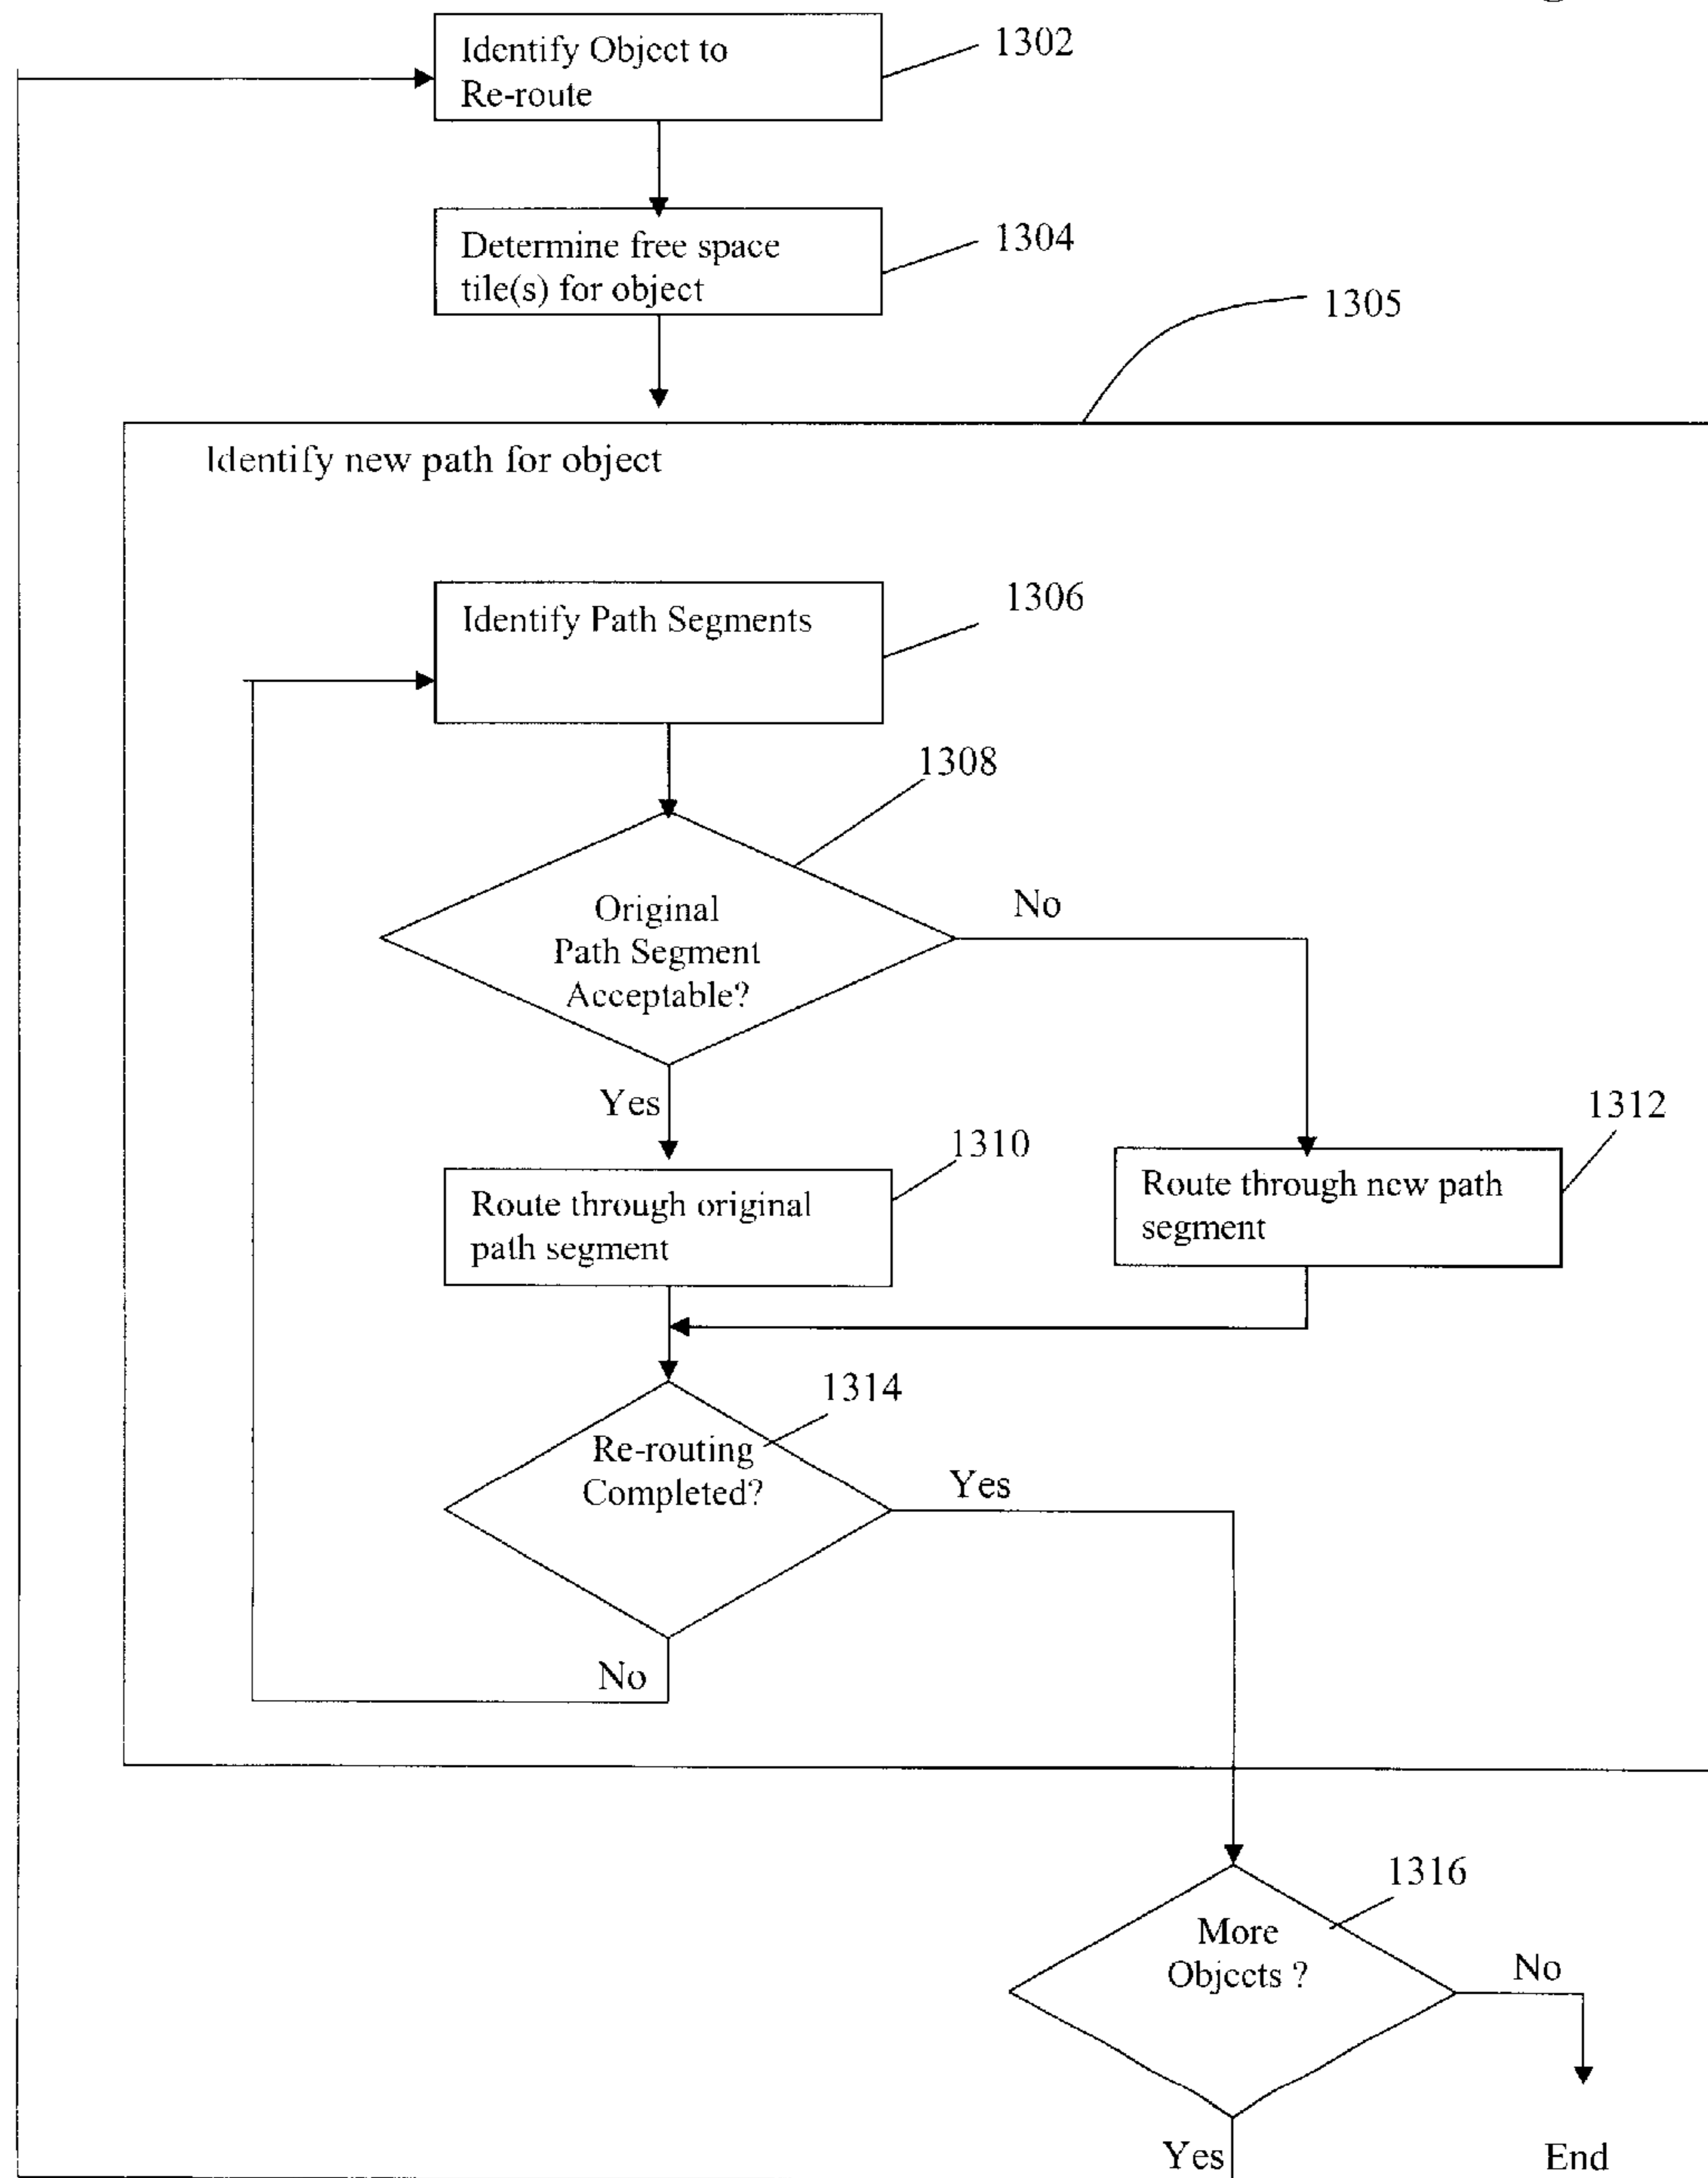 Identify Object to
Re-route
1302
Determine free space
tile(s) for object
1304
1305
Identify new path for object
Identify Path Segments
1306
1308
Original
Path Segment
Acceptable?
No
Yes
1310
1312
Route through original
path segment
Route through new path
segment
1314
Re-routing
Completed?
Yes
No
1316
More
Objects ?
No
Yes
End